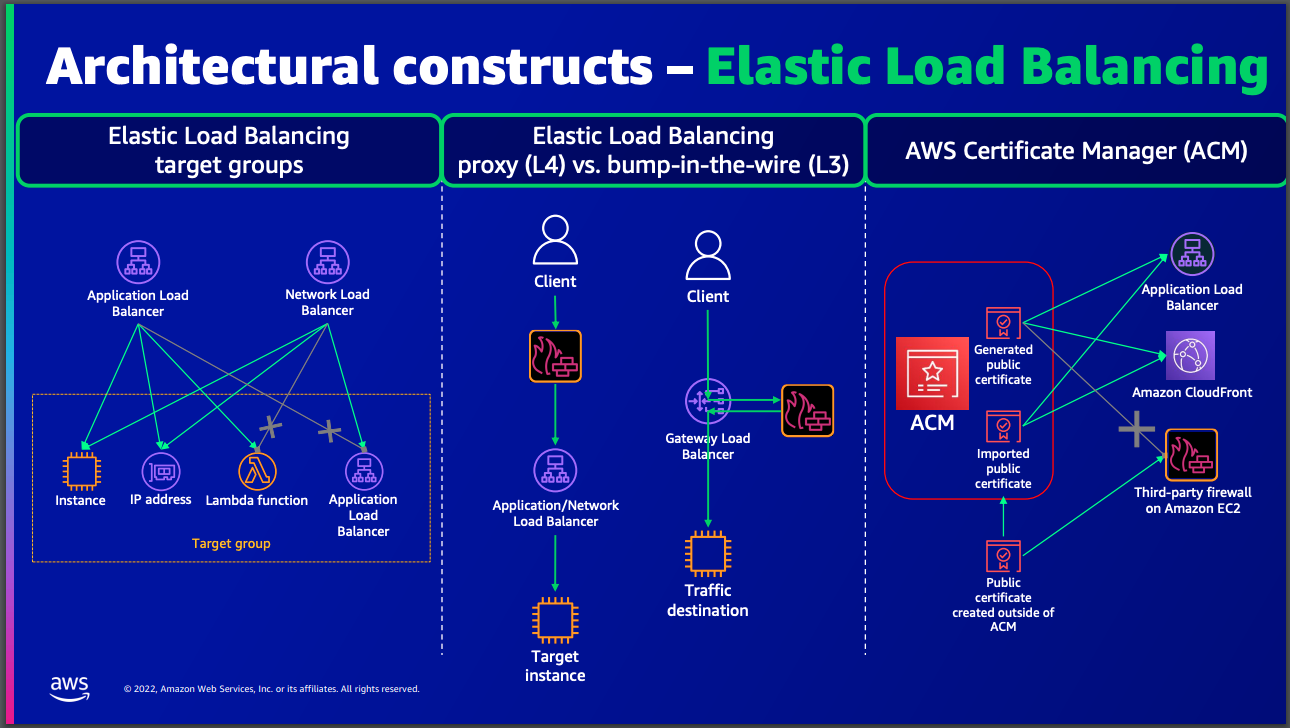 Architectural constructs – Elastic Load Balancing
Elastic Load Balancing
target groups
Application Load
Balancer
Network Load
Balancer
Instance
IP address
Lambda function
Application
Load
Balancer
Target group
Elastic Load Balancing
proxy (L4) vs. bump-in-the-wire (L3)
Client
Application/Network
Load Balancer
Target
instance
Client
Gateway Load
Balancer
Traffic
destination
AWS Certificate Manager (ACM)
ACM
Generated
public
certificate
Imported
public
certificate
Public
certificate
created outside of
ACM
Application Load
Balancer
Amazon CloudFront
Third-party firewall
on Amazon EC2
aws
© 2022, Amazon Web Services, Inc. or its affiliates. All rights reserved.